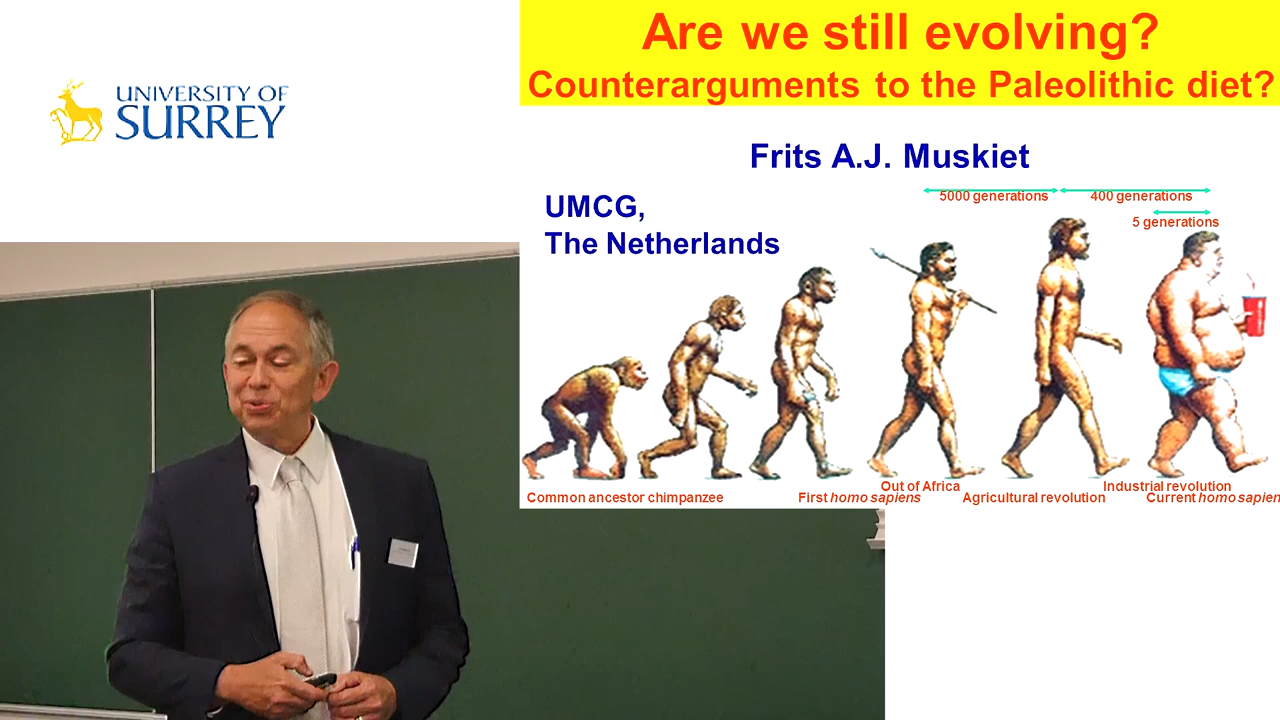 UNIVERSITY OF
SURREY
Are we still evolving?
Counterarguments to the Paleolithic diet?
Frits A.J. Muskiet
UMCG,
The Netherlands
5000 generations
400 generations
5 generations
Out of Africa
Industrial revolution
Common ancestor chimpanzee
First homo sapiens
Agricultural revolution
Current homo sapien